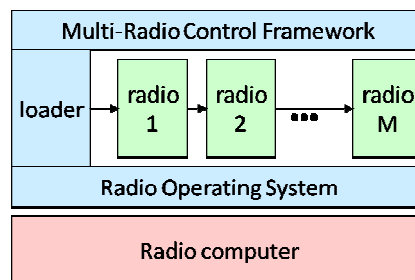 Multi-Radio Control Framework
loader
radio
1
radio
2
...
radio
M
Radio Operating System
Radio computer